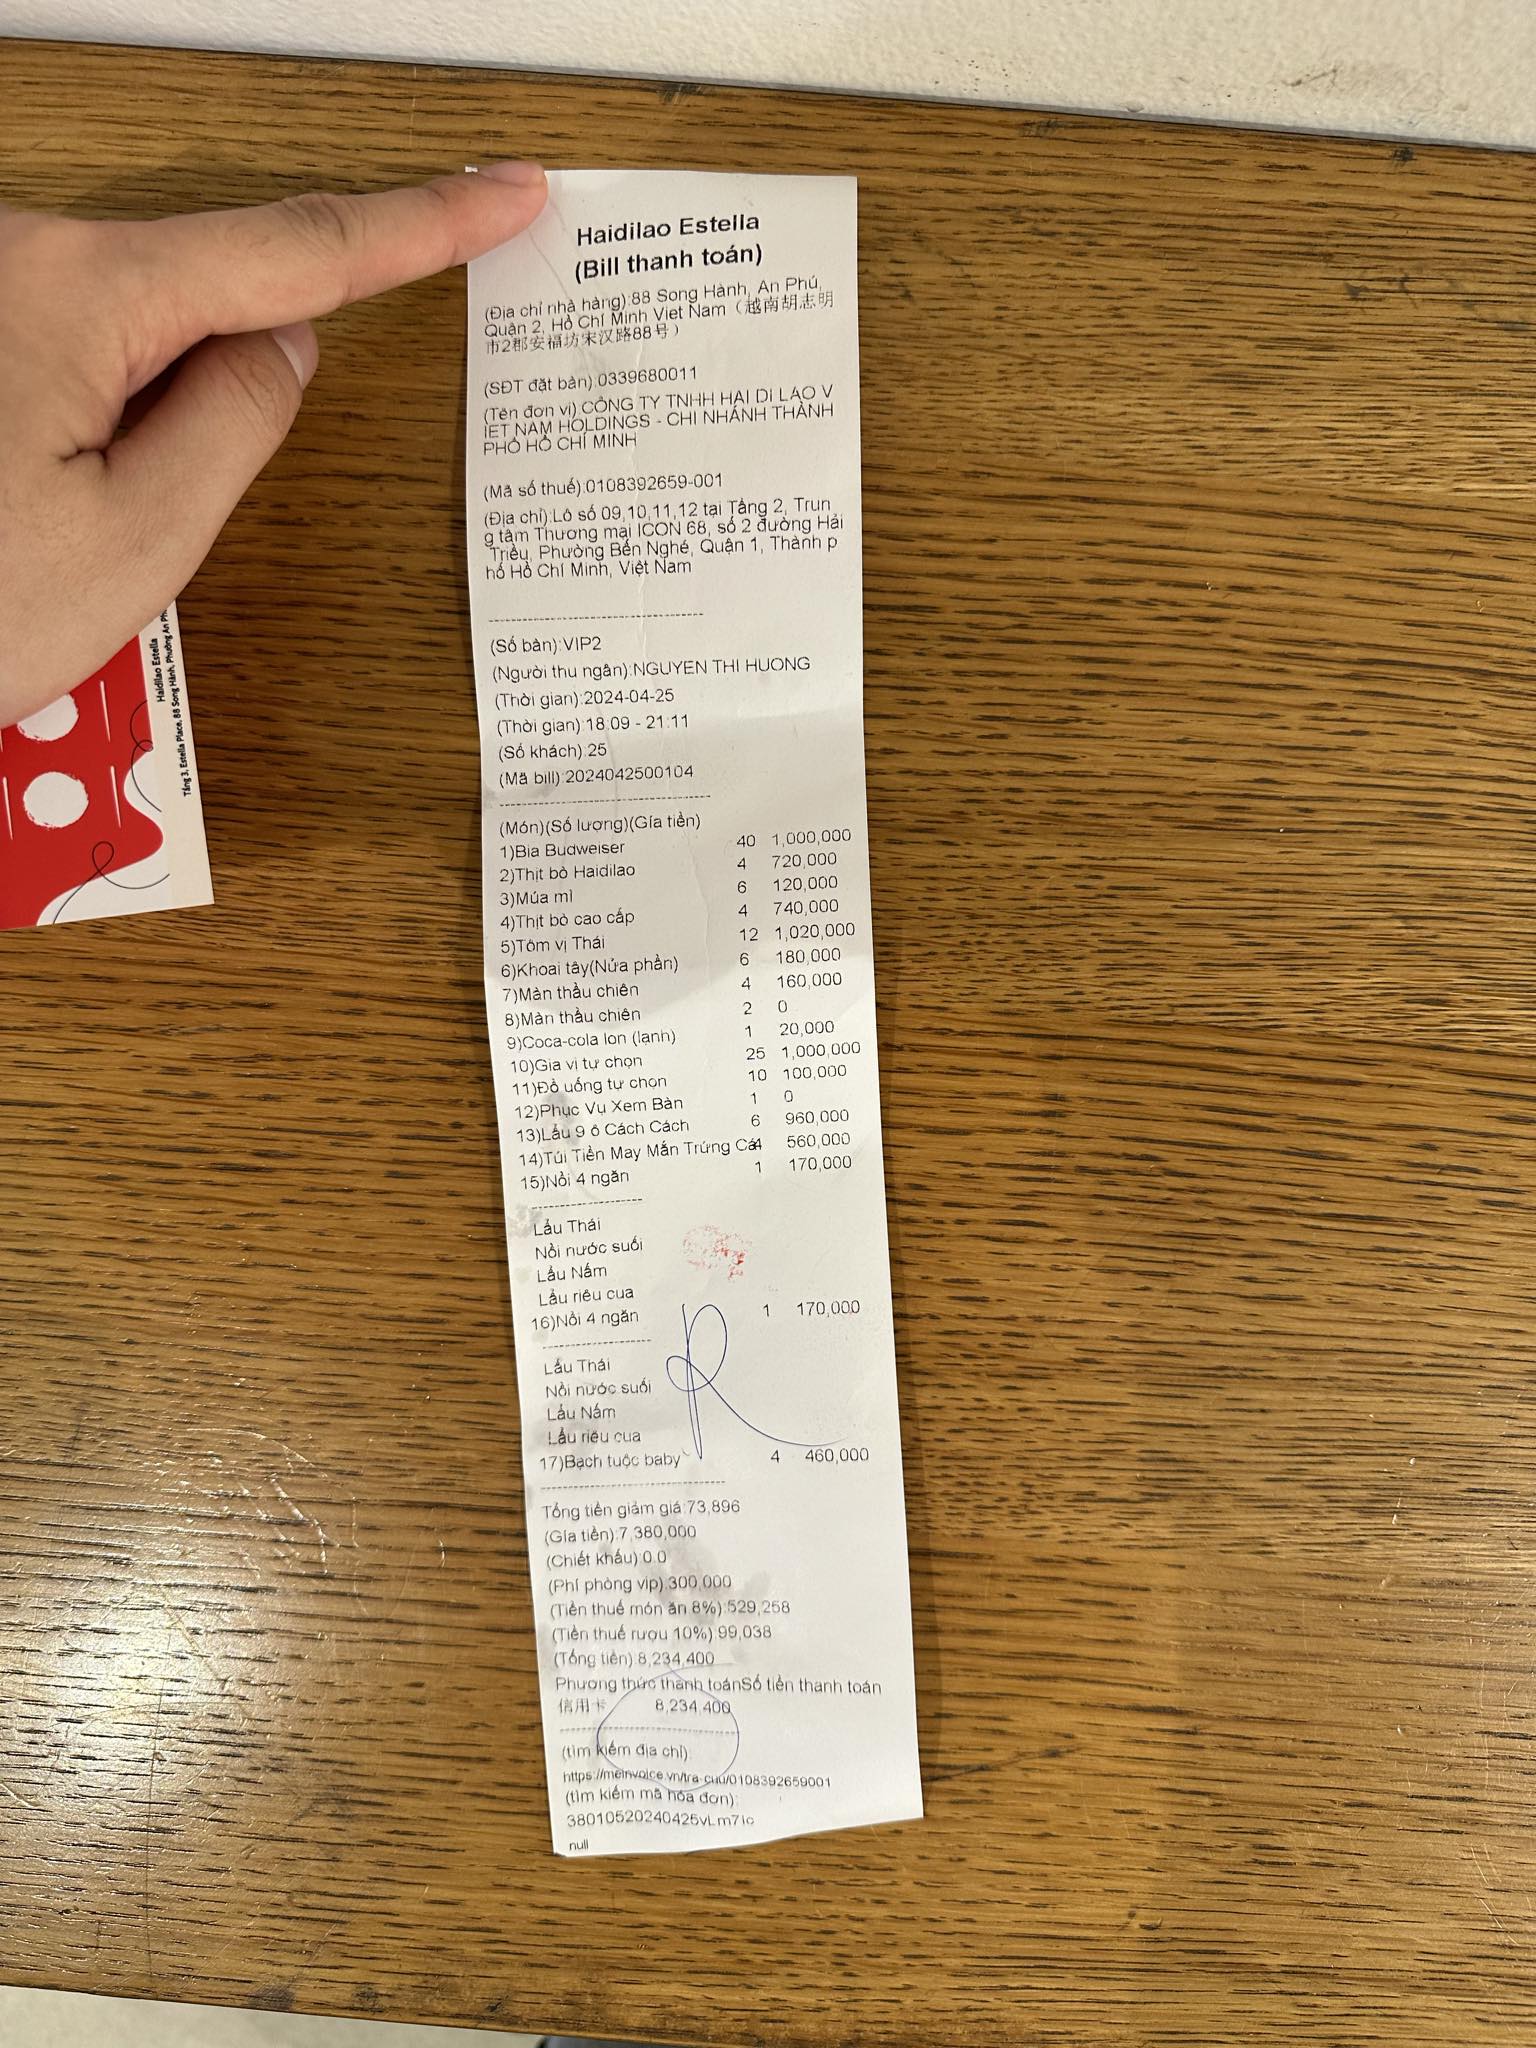 Haidilao Estella
(Bill thanh toán)
(Địa chỉ nhà hàng):88 Song Hành, An Phú,
Quận 2, Hồ Chí Minh Viet Nam（越南胡志明
市2郡安福坊宋汉路88号）
(SĐT đặt bàn):0339680011
(Tên đơn vị) CÔNG TY TNHH HAI DI LAO V
IET NAM HOLDINGS - CHI NHÁNH THÀNH
PHỐ HỒ CHÍ MINH
(Mã số thuế):0108392659-001
(Địa chỉ):Lô số 09,10,11,12 tại Tầng 2, Trun
g tâm Thương mại ICON 68, số 2 đường Hải
Triều, Phường Bến Nghé, Quận 1, Thành p
hố Hồ Chí Minh, Việt Nam
(Số bàn):VIP2
(Người thu ngân):NGUYEN THI HUONG
(Thời gian):2024-04-25
(Thời gian):18:09 - 21:11
(Số khách):25
(Mã bill):2024042500104
(Món)(Số lượng)(Gía tiền)
1)Bia Budweiser 40 1,000,000
2)Thịt bò Haidilao 4 720,000
3)Múa mì 6 120,000
4)Thịt bò cao cấp 4 740,000
5)Tôm vị Thái 12 1,020,000
6)Khoai tây(Nửa phần) 6 180,000
7)Màn thầu chiên 4 160,000
8)Màn thầu chiên 2 0
9)Coca-cola lon (lạnh) 1 20,000
10)Gia vị tự chọn 25 1,000,000
11)Đồ uống tự chọn 10 100,000
12)Phục Vụ Xem Bàn 1 0
13)Lẩu 9 ô Cách Cách 6 960,000
14)Túi Tiền May Mắn Trứng Cá 4 560,000
15)Nồi 4 ngăn 1 170,000
Lẩu Thái
Nồi nước suối
Lẩu Nấm
Lẩu riêu cua
16)Nồi 4 ngăn 1 170,000
Lẩu Thái
Nồi nước suối
Lẩu Nấm
Lẩu riêu cua
17)Bạch tuộc baby 4 460,000
Tổng tiền giảm giá:73,896
(Gía tiền):7,380,000
(Chiết khấu):0.0
(Phí phòng vip):300,000
(Tiền thuế món ăn 8%):529,258
(Tiền thuế rượu 10%):99,038
(Tổng tiền):8,234,400
Phương thức thanh toánSố tiền thanh toán
信用卡 8,234,400
(tìm kiếm địa chỉ):
https://meinvoice.vn/tra-cuu/0108392659001
(tìm kiếm mã hóa đơn):
null
Haidilao Estella
Tầng 3, Estella Place, 88 Song Hành, Phường An Ph